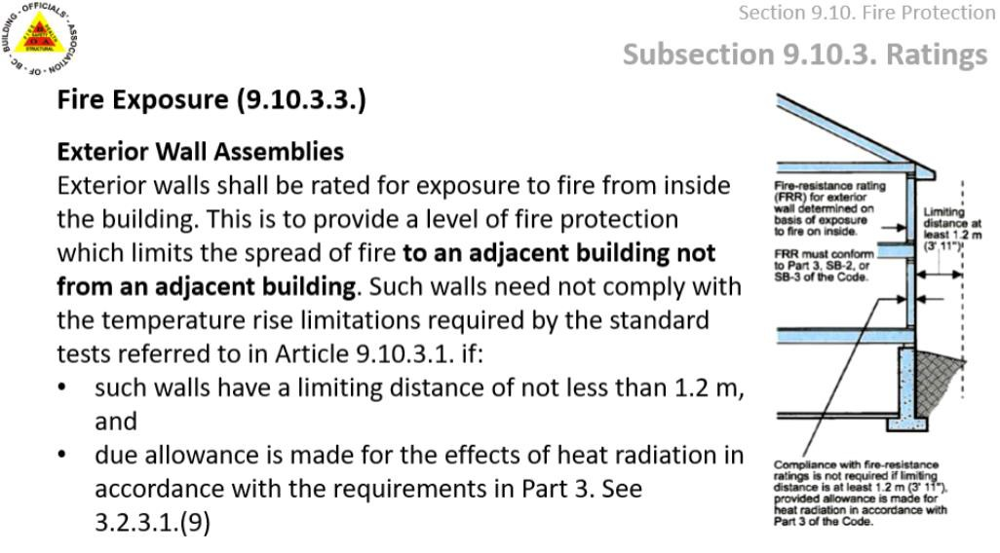 Section 9.10. Fire Protection
Subsection 9.10.3. Ratings
BUILDING · OFFICIALS' · ASSOCIATION · OF · BC ·
FIRE
HEALTH
SAFETY
STRUCTURAL
Fire Exposure (9.10.3.3.)
Exterior Wall Assemblies
Exterior walls shall be rated for exposure to fire from inside
the building. This is to provide a level of fire protection
which limits the spread of fire to an adjacent building not
from an adjacent building. Such walls need not comply with
the temperature rise limitations required by the standard
tests referred to in Article 9.10.3.1. if:
• such walls have a limiting distance of not less than 1.2 m,
and
• due allowance is made for the effects of heat radiation in
accordance with the requirements in Part 3. See
3.2.3.1.(9)
Fire-resistance rating
(FRR) for exterior
wall determined on
basis of exposure
to fire on inside.
FRR must conform
to Part 3, SB-2, or
SB-3 of the Code.
Limiting
distance at
least 1.2 m
(3' 11")
Compliance with fire-resistance
ratings is not required if limiting
distance is at least 1.2 m (3' 11"),
provided allowance is made for
heat radiation in accordance with
Part 3 of the Code.